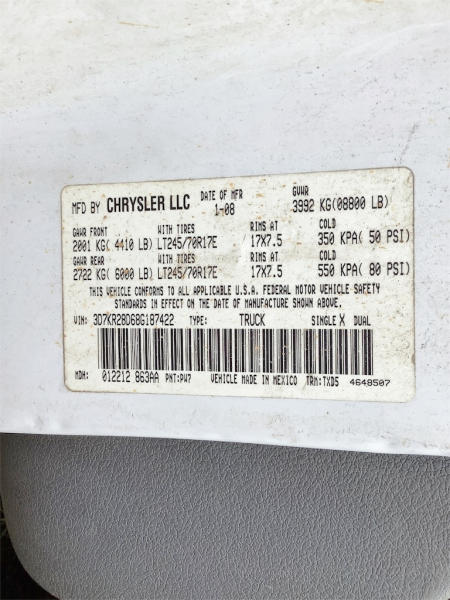 MFD BY CHRYSLER LLC DATE OF MFR 1-08 GVWR 3992 KG(08800 LB)
GAWR FRONT WITH TIRES RIMS AT COLD
2001 KG( 4410 LB) LT245/70R17E 17X7.5 350 KPA( 50 PSI)
GAWR REAR WITH TIRES RIMS AT COLD
2722 KG( 6000 LB) LT245/70R17E 17X7.5 550 KPA( 80 PSI)
THIS VEHICLE CONFORMS TO ALL APPLICABLE U.S.A. FEDERAL MOTOR VEHICLE SAFETY
STANDARDS IN EFFECT ON THE DATE OF MANUFACTURE SHOWN ABOVE.
VIN: 3D7KR28D68G187422 TYPE: TRUCK SINGLE X DUAL
MDH: 012212 863AA PNT:PW7 VEHICLE MADE IN MEXICO TRM:TXD5 4648507